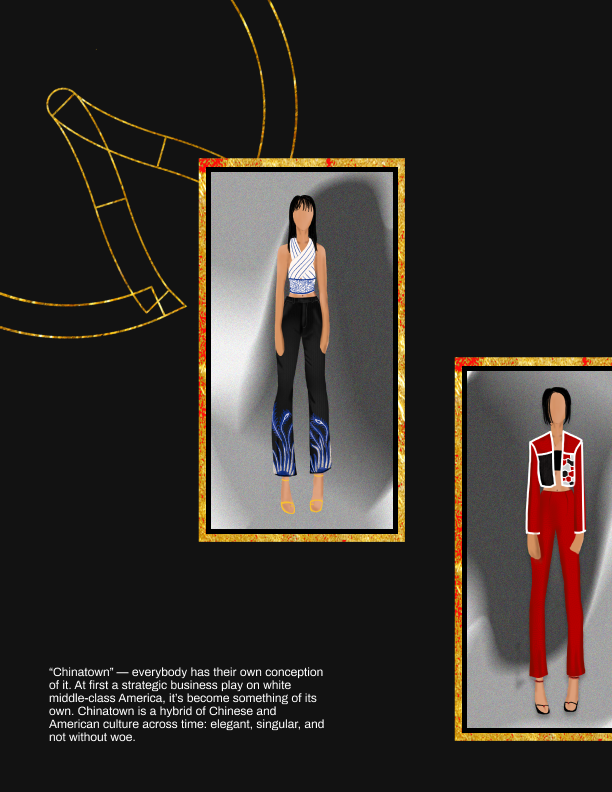 “Chinatown” — everybody has their own conception
of it. At first a strategic business play on white
middle-class America, it’s become something of its
own. Chinatown is a hybrid of Chinese and
American culture across time: elegant, singular, and
not without woe.